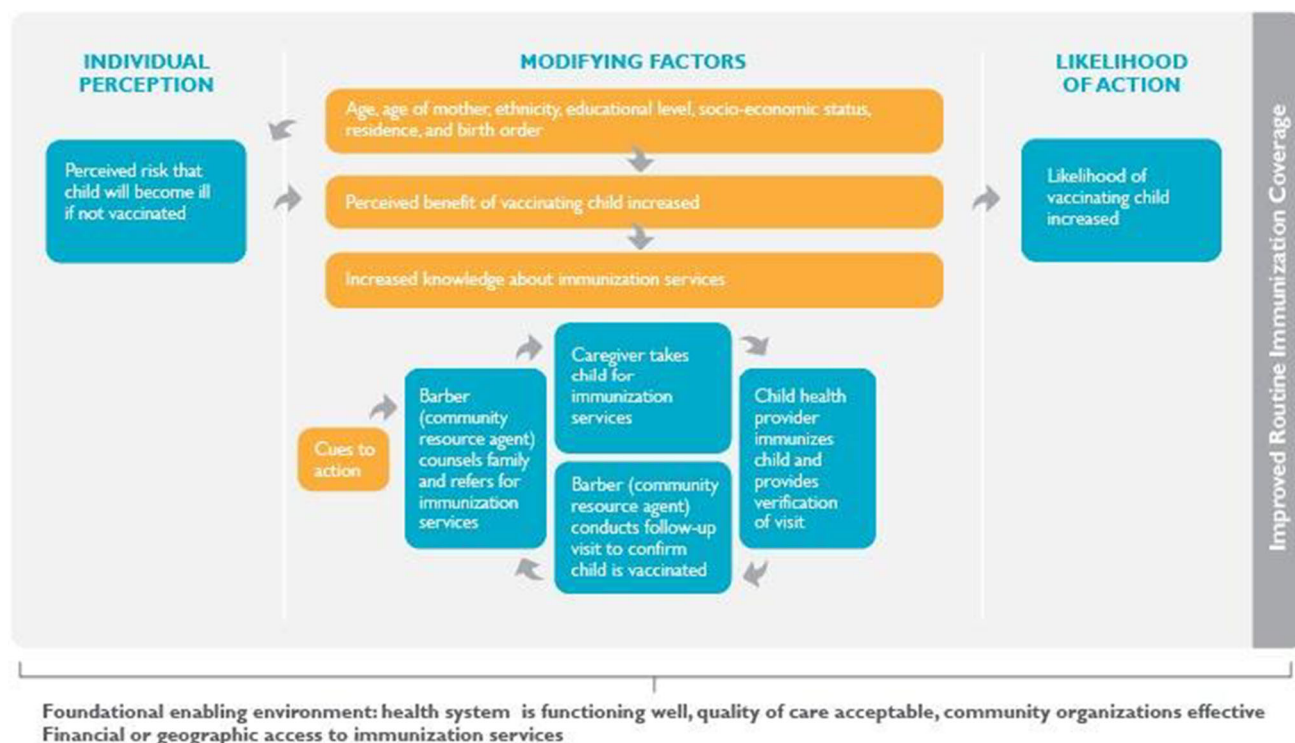 INDIVIDUAL
PERCEPTION
Perceived risk that
child will become ill
if not vaccinated
MODIFYING FACTORS
Age, age of mother, ethnicity, educational level, socio-economic status,
residence, and birth order
Perceived benefit of vaccinating child increased
Increased knowledge about immunization services
Cues to
action
Barber
(community
resource agent)
counsels family
and refers for
immunization
services
Caregiver takes
child for
immunization
services
Child health
provider
immunizes
child and
provides
verification
of visit
Barber (community
resource agent)
conducts follow-up
visit to confirm
child is vaccinated
LIKELIHOOD
OF ACTION
Likelihood of
vaccinating child
increased
Improved Routine Immunization Coverage
Foundational enabling environment: health system is functioning well, quality of care acceptable, community organizations effective
Financial or geographic access to immunization services